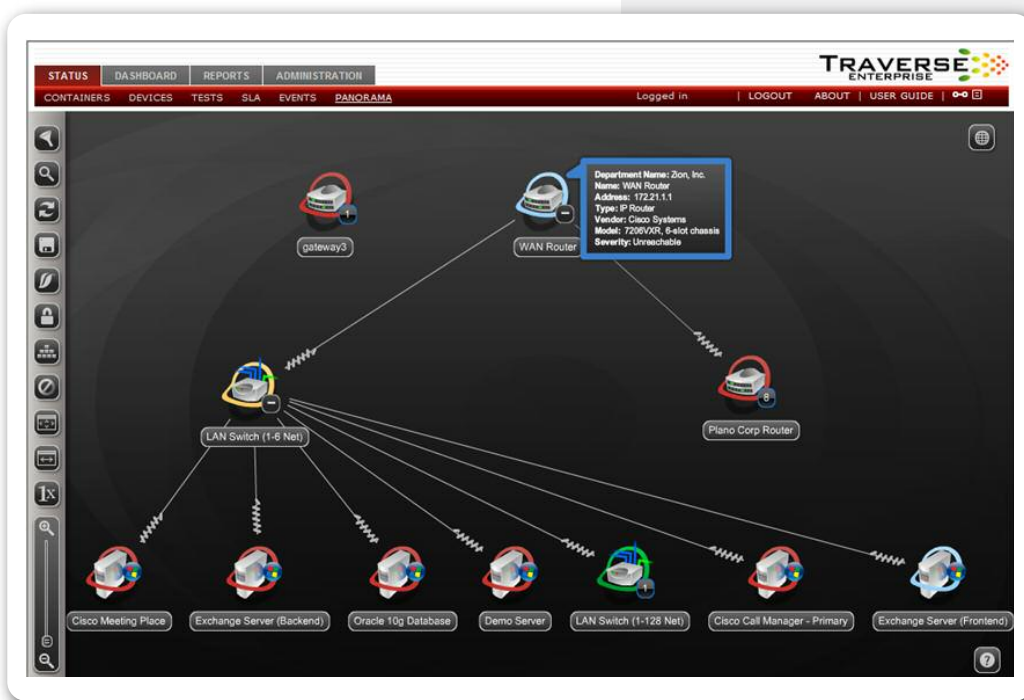 TRAVERSE
ENTERPRISE
STATUS DASHBOARD REPORTS ADMINISTRATION
CONTAINERS DEVICES TESTS SLA EVENTS PANORAMA Logged in | LOGOUT ABOUT | USER GUIDE |
Department Name: Zion, Inc.
Name: WAN Router
Address: 172.21.1.1
Type: IP Router
Vendor: Cisco Systems
Model: 7206VXR, 6-slot chassis
Severity: Unreachable
1
gateway3
WAN Router
8
LAN Switch (1-6 Net)
Plano Corp Router
1x
1
Cisco Meeting Place
Exchange Server (Backend)
Oracle 10g Database
Demo Server
LAN Switch (1-128 Net)
Cisco Call Manager - Primary
Exchange Server (Frontend)
?